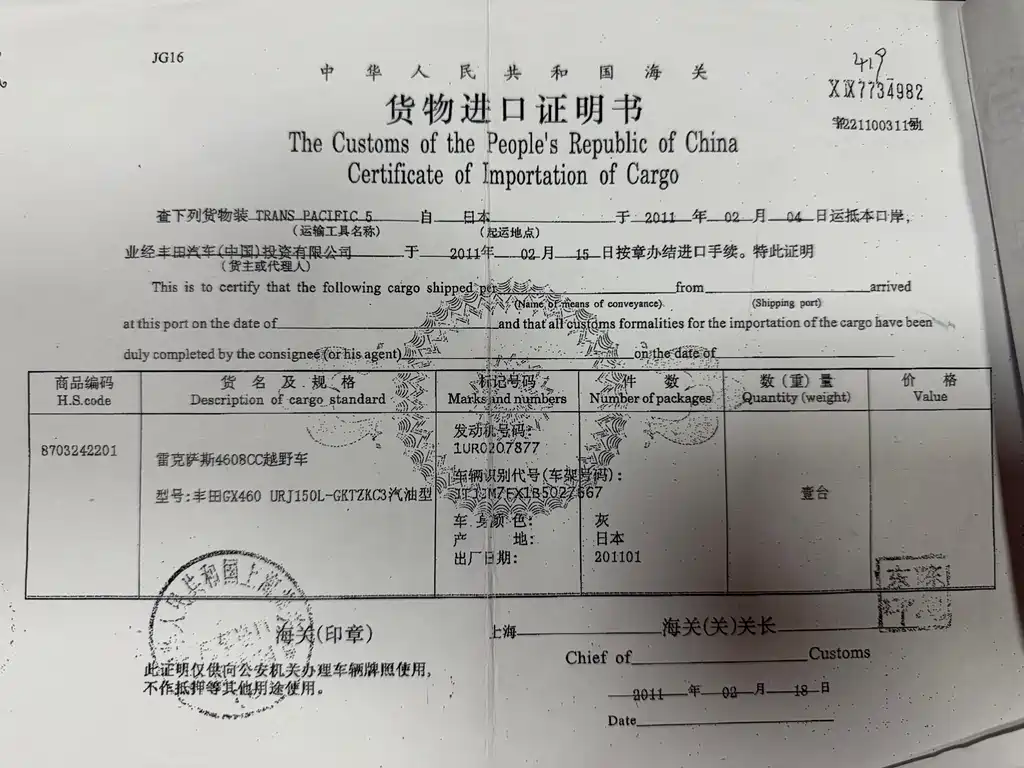 JG16
419
中华人民共和国海关
XIX7734982
货物进口证明书
字221100311号
The Customs of the People's Republic of China
Certificate of Importation of Cargo
查下列货物装 TRANS PACIFIC 5 自 日本 于 2011 年 02 月 04 日运抵本口岸，
(运输工具名称) (起运地点)
业经丰田汽车(中国)投资有限公司 于 2011年 02 月 15 日按章办结进口手续。特此证明
(货主或代理人)
This is to certify that the following cargo shipped per from arrived
(Name of means of conveyance) (Shipping port)
at this port on the date of and that all customs formalities for the importation of the cargo have been
duly completed by the consignee (or his agent) on the date of
商品编码 货名及规格 标记号码 件数 数(重)量 价格
H.S.code Description of cargo standard Marks and numbers Number of packages Quantity (weight) Value
发动机号码:
8703242201 1UR0207877
雷克萨斯4608CC越野车
车辆识别代号(车架号码):
型号:丰田GX460 URJ150L-GKTZKC3汽油型 壹台
车身颜色: 灰
产地: 日本
出厂日期: 201101
海关(印章) 上海 海关(关)关长
Chief of Customs
此证明仅供向公安机关办理车辆牌照使用，
不作抵押等其他用途使用。
2011 年 02 月 18 日
Date